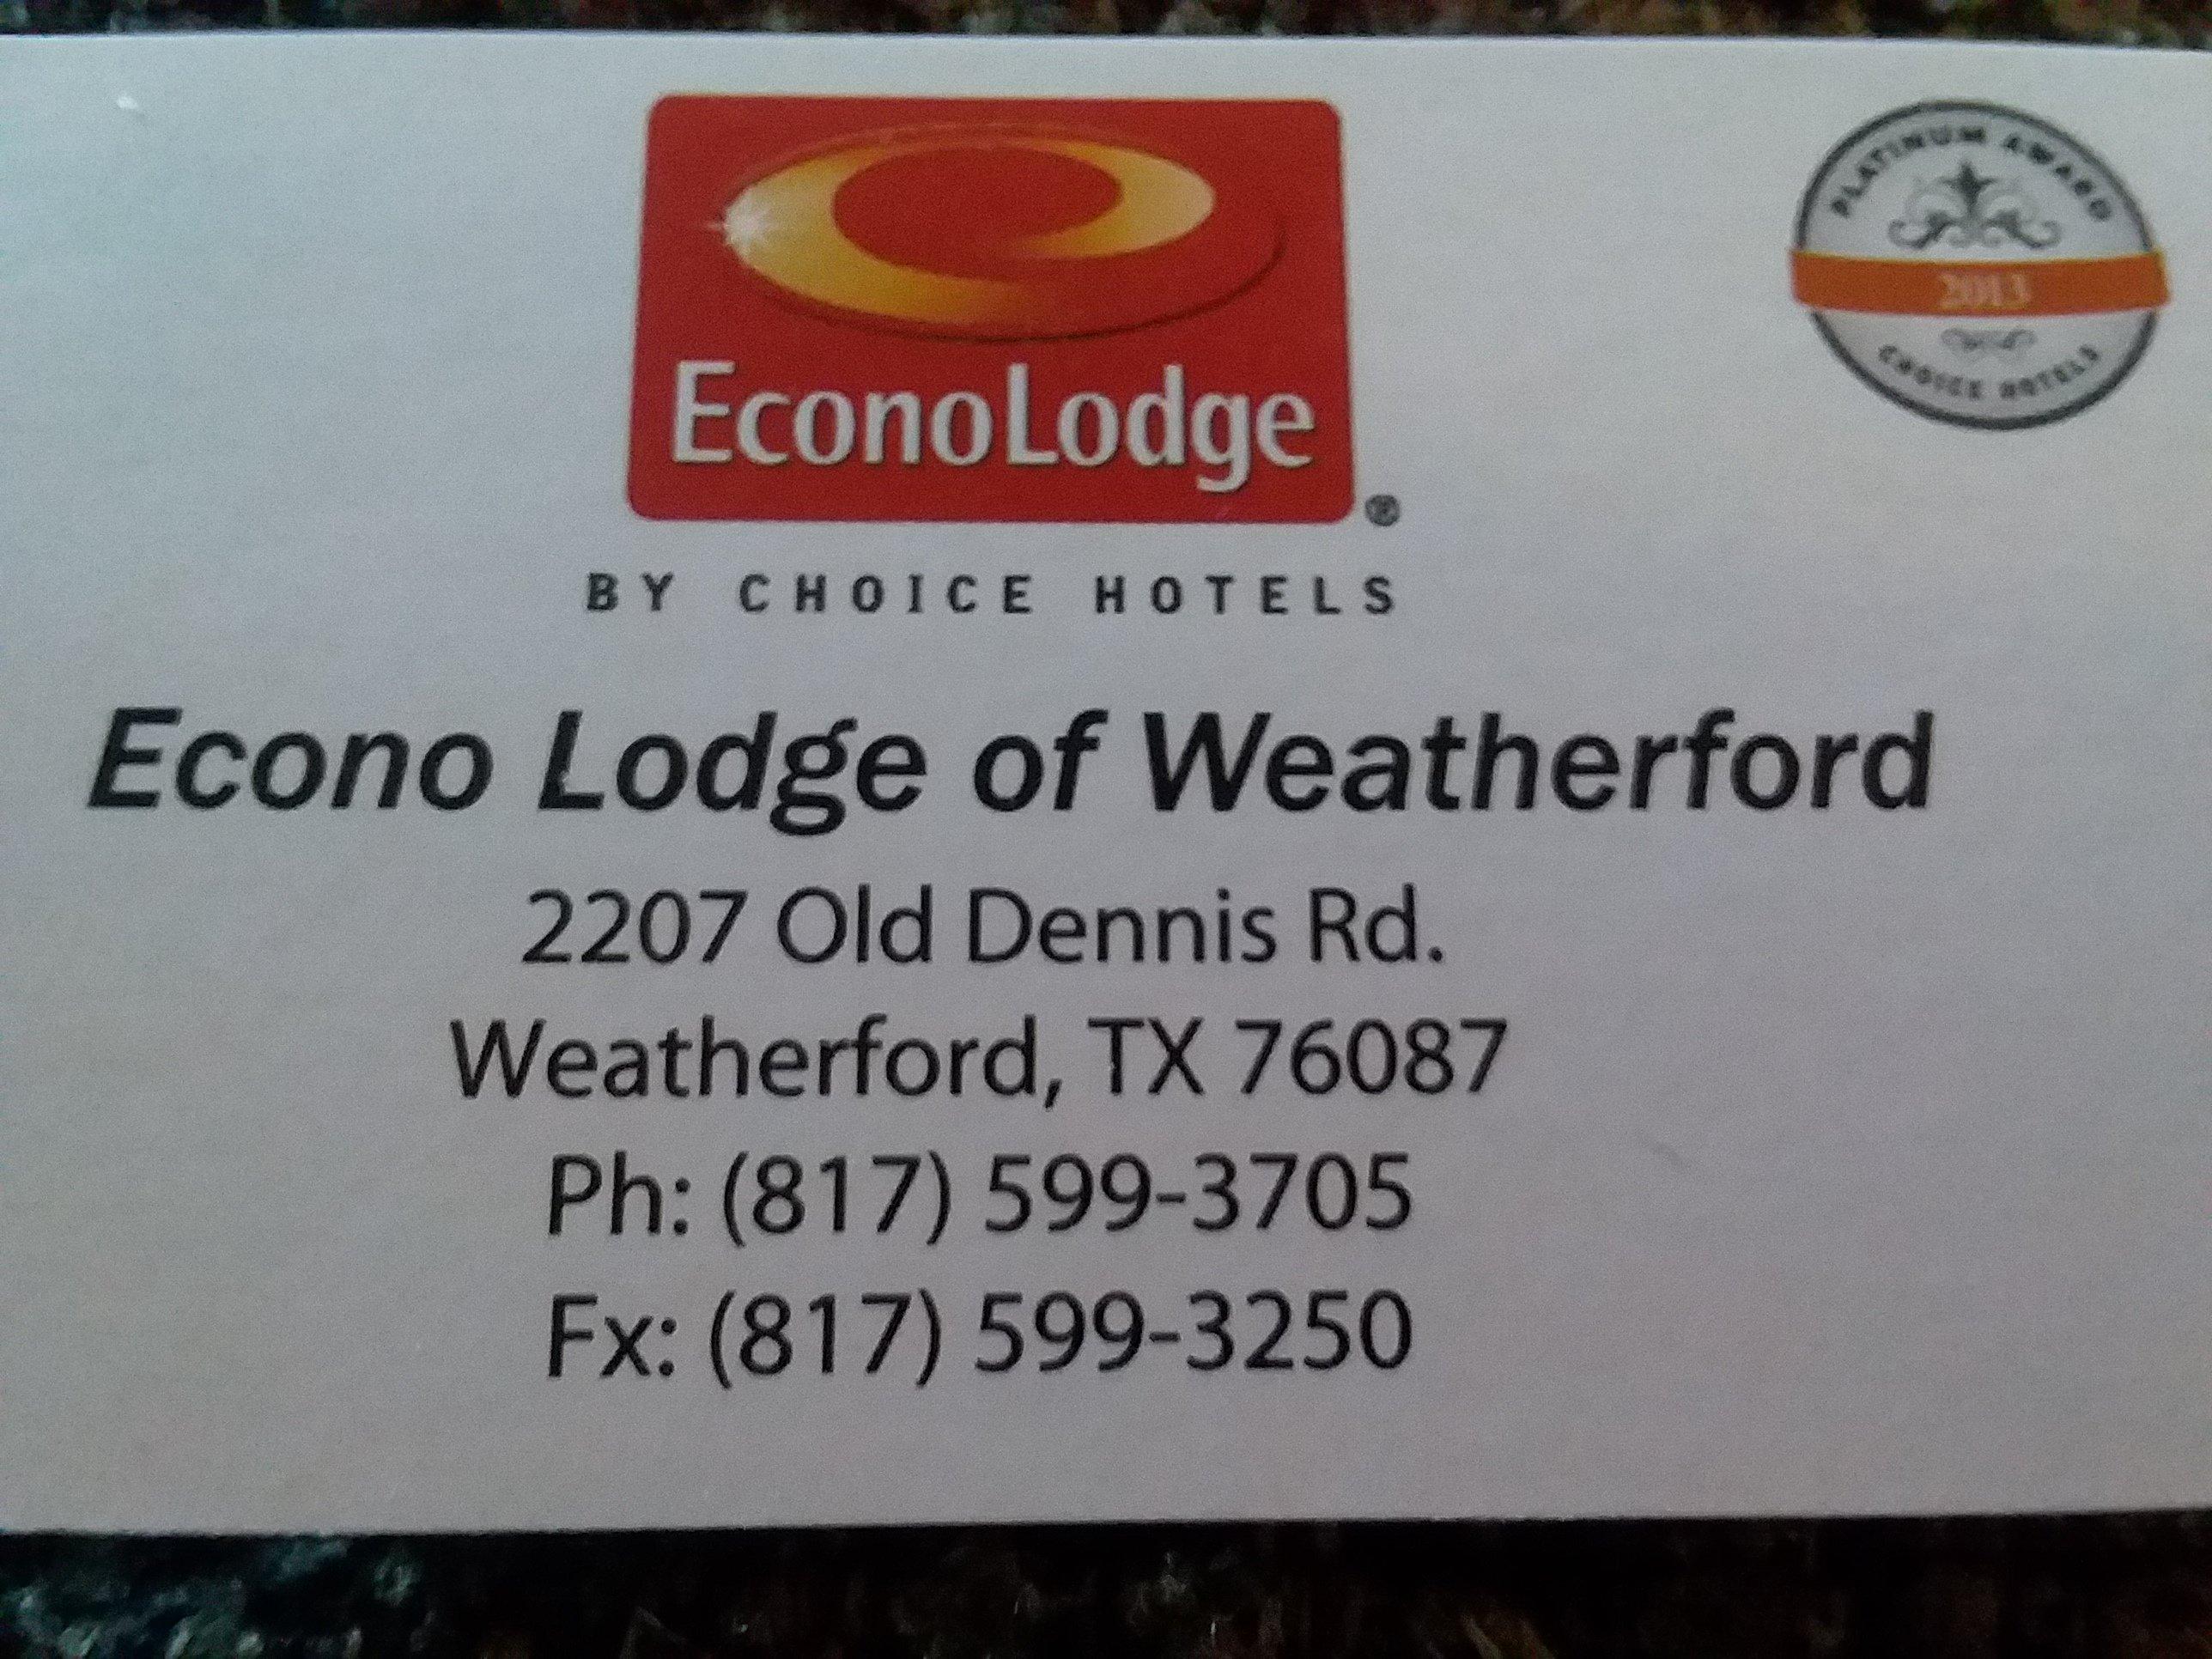 EconoLodge®
BY CHOICE HOTELS
PLATINUM AWARD
2013
CHOICE HOTELS
Econo Lodge of Weatherford
2207 Old Dennis Rd.
Weatherford, TX 76087
Ph: (817) 599-3705
Fx: (817) 599-3250